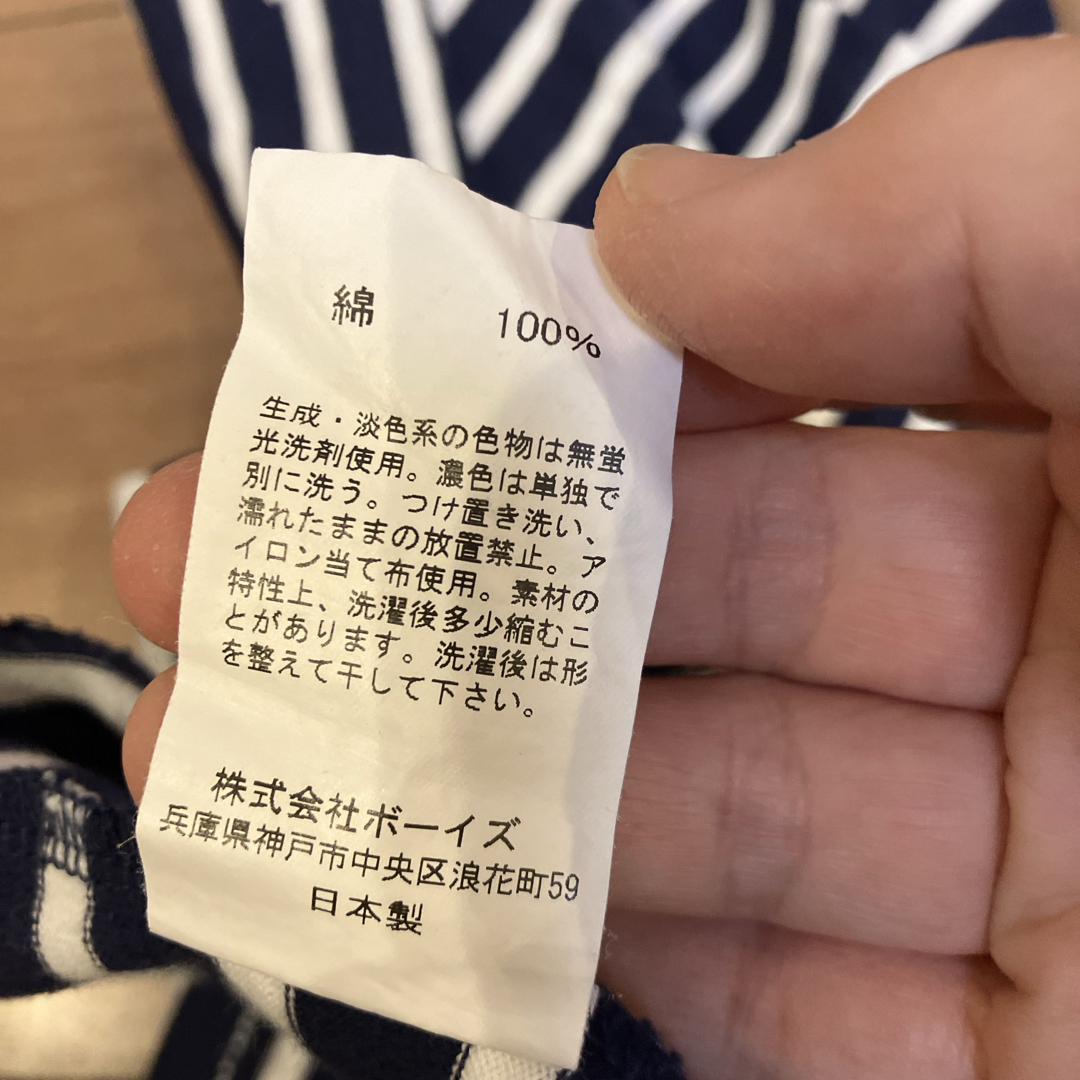 綿 100%
生成・淡色系の色物は無蛍
光洗剤使用。濃色は単独で
別に洗う。つけ置き洗い、
濡れたままの放置禁止。ア
イロン当て布使用。素材の
特性上、洗濯後多少縮むこ
とがあります。洗濯後は形
を整えて干して下さい。
株式会社ボーイズ
兵庫県神戸市中央区浪花町59
日本製